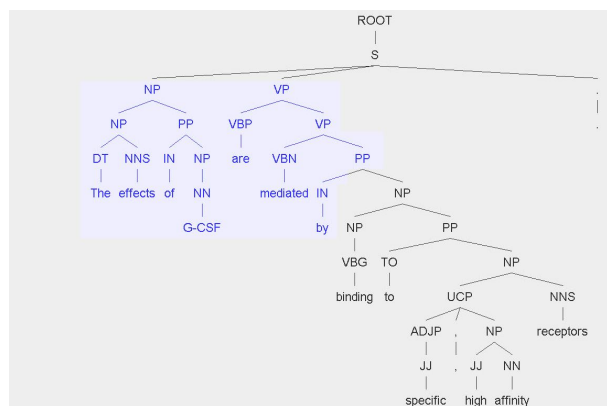 ROOT
S
NP VP .
NP PP VBP VP .
DT NNS IN NP are VBN PP
The effects of NN mediated IN NP
G-CSF by NP PP
VBG TO NP
binding to UCP NNS
ADJP , NP receptors
JJ , JJ NN
specific high affinity